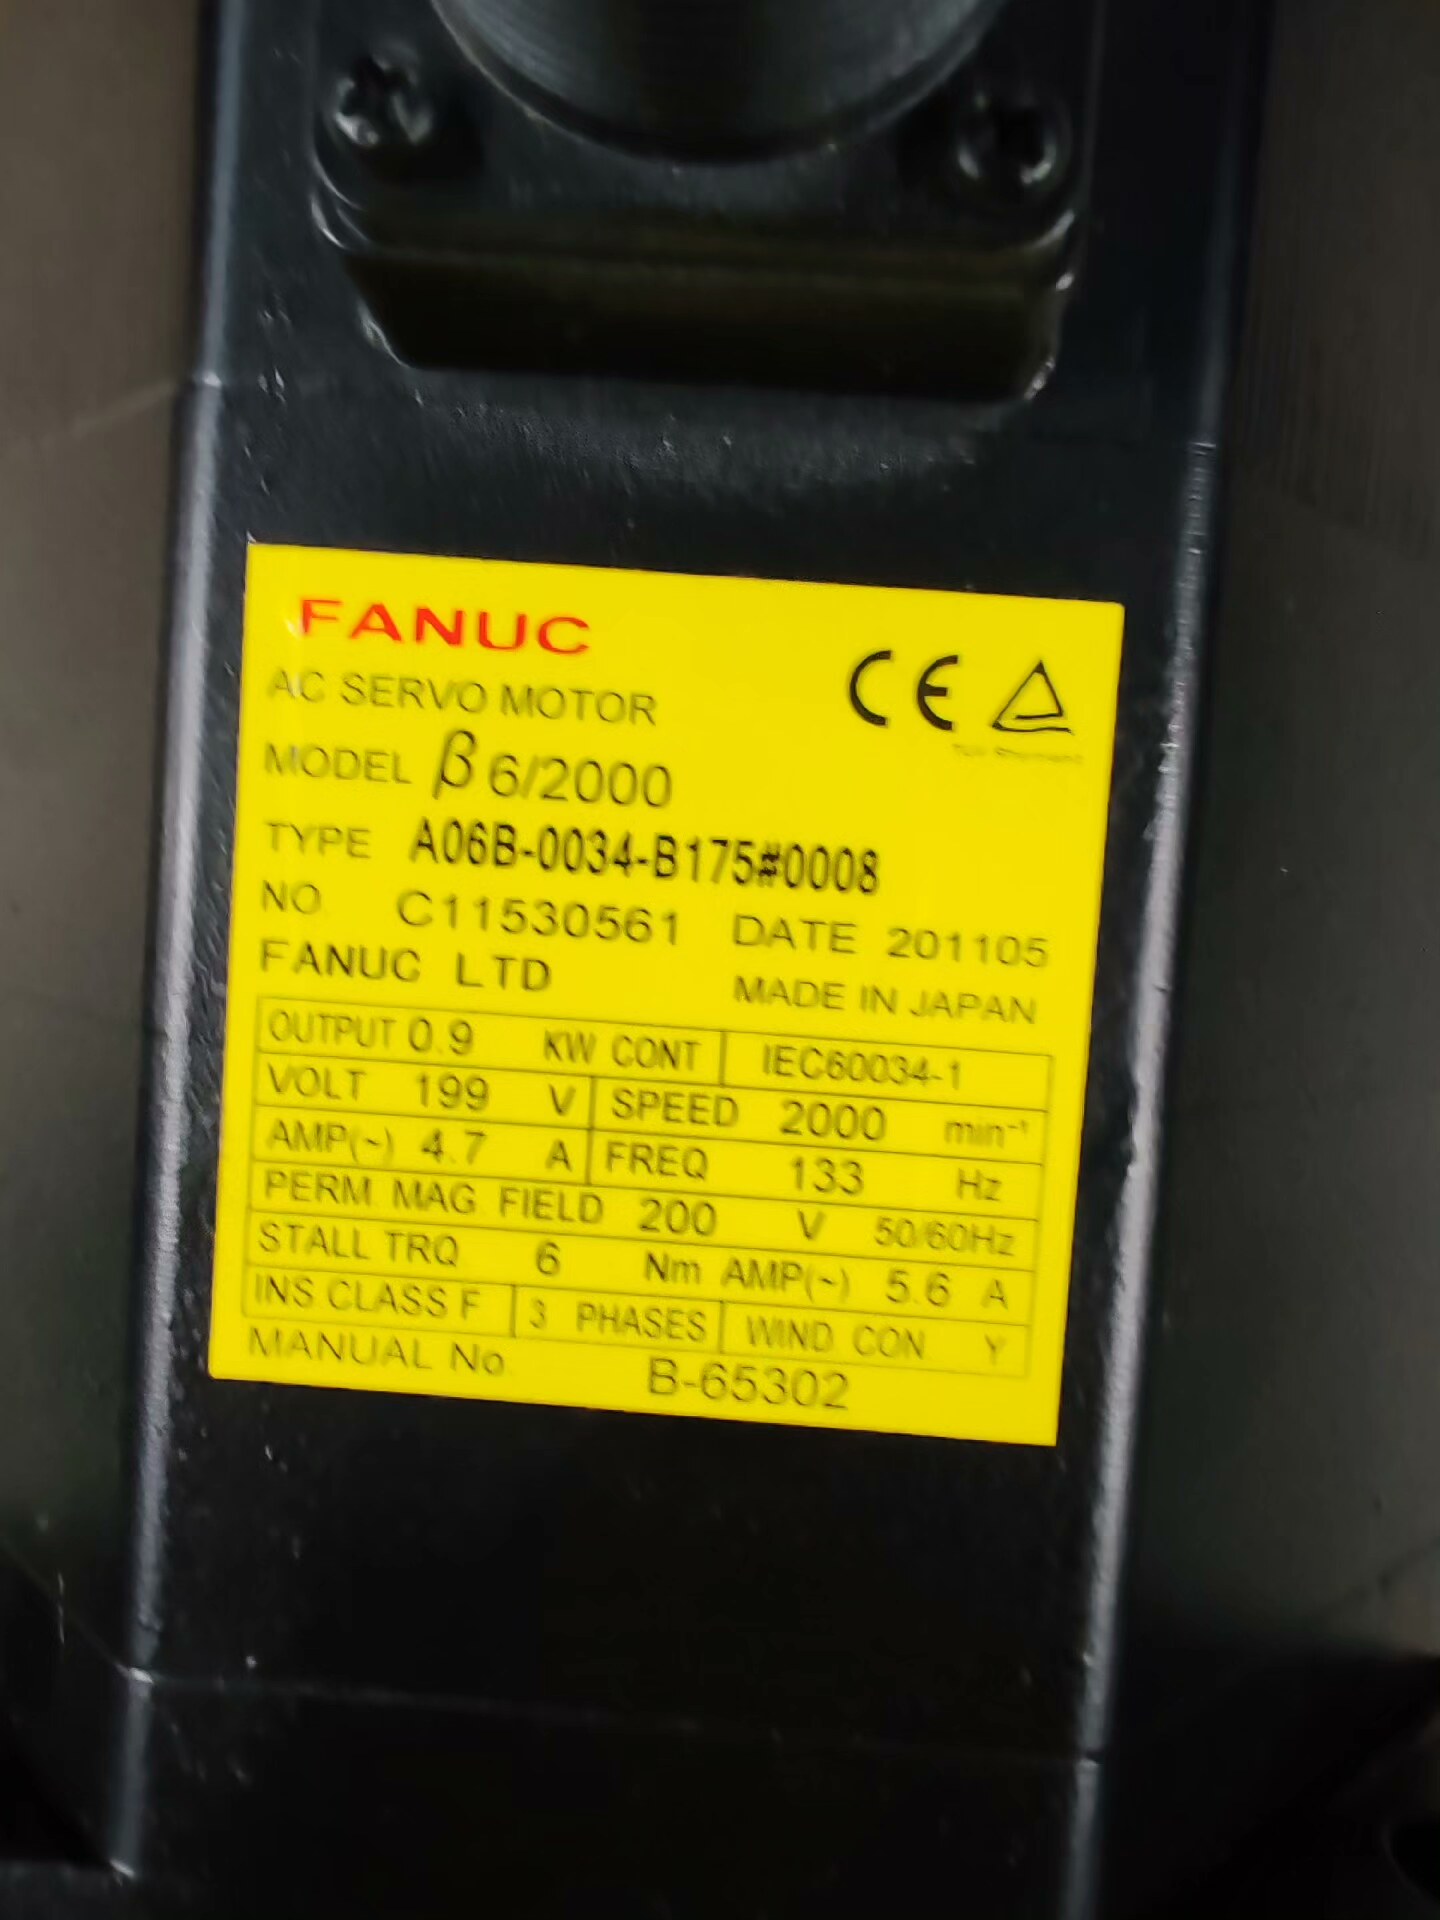 FANUC
CE
AC SERVO MOTOR
MODEL β 6/2000
TYPE A06B-0034-B175#0008
NO C11530561 DATE 201105
FANUC LTD MADE IN JAPAN
OUTPUT 0.9 KW CONT IEC60034-1
VOLT 199 V SPEED 2000 min⁻¹
AMP(~) 4.7 A FREQ 133 Hz
PERM MAG FIELD 200 V 50/60Hz
STALL TRQ 6 Nm AMP(~) 5.6 A
INS CLASS F 3 PHASES WIND CON Y
MANUAL No B-65302